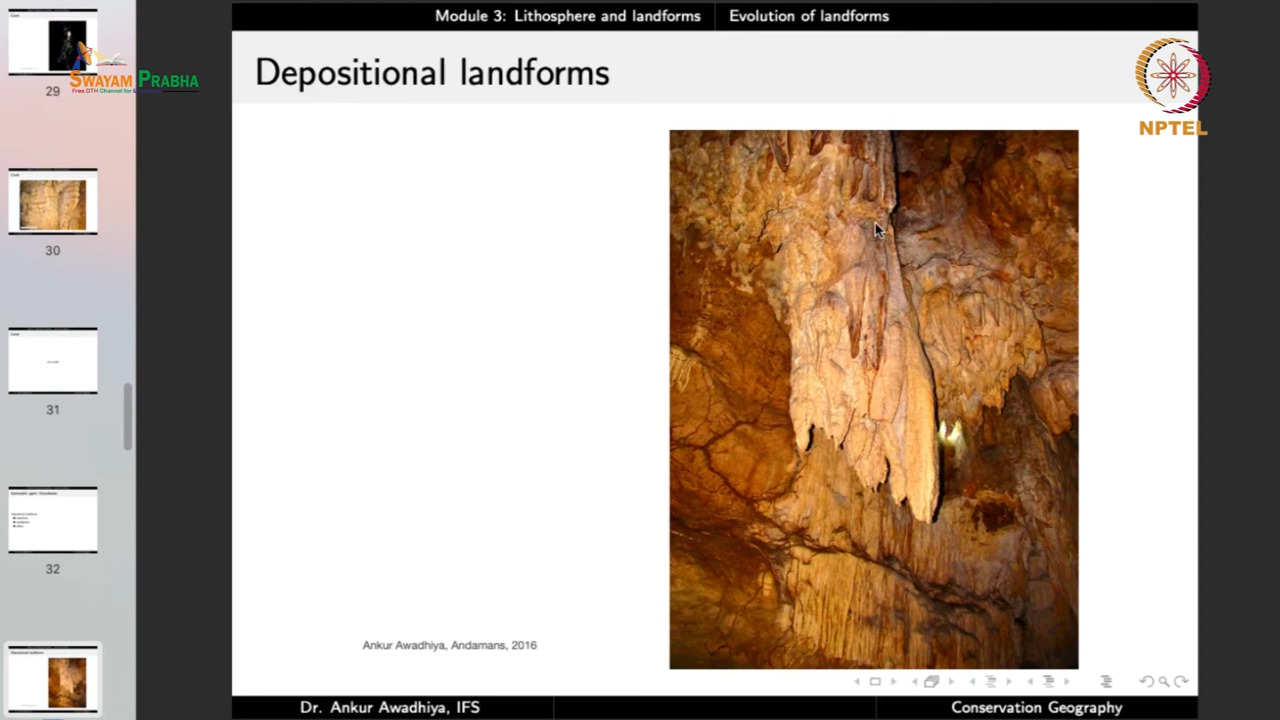 Module 3: Lithosphere and landforms
Evolution of landforms
Depositional landforms
SWAYAM PRABHA
29
NPTEL
30
31
32
Ankur Awadhiya, Andamans, 2016
Dr. Ankur Awadhiya, IFS
Conservation Geography